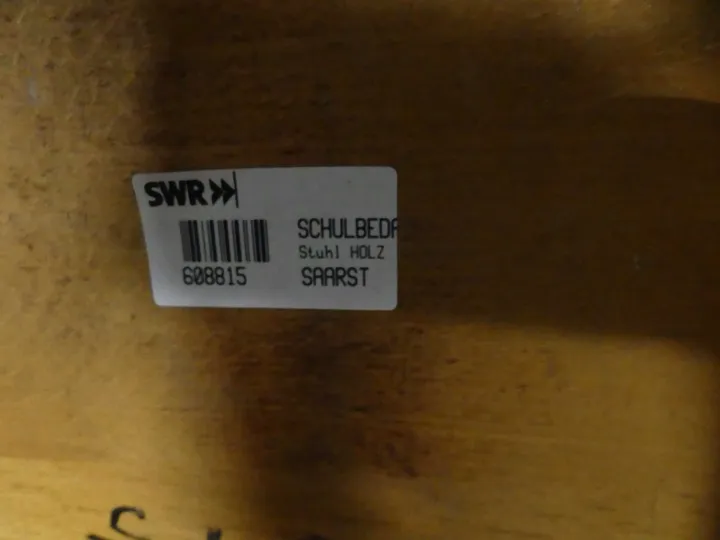 SWR
SCHULBEDA
Stuhl HOLZ
608815 SAARST